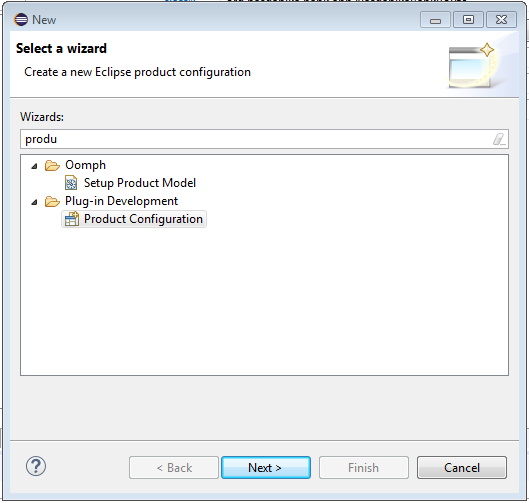 New
Select a wizard
Create a new Eclipse product configuration
Wizards:
produ
Oomph
Setup Product Model
Plug-in Development
Product Configuration
?
< Back
Next >
Finish
Cancel